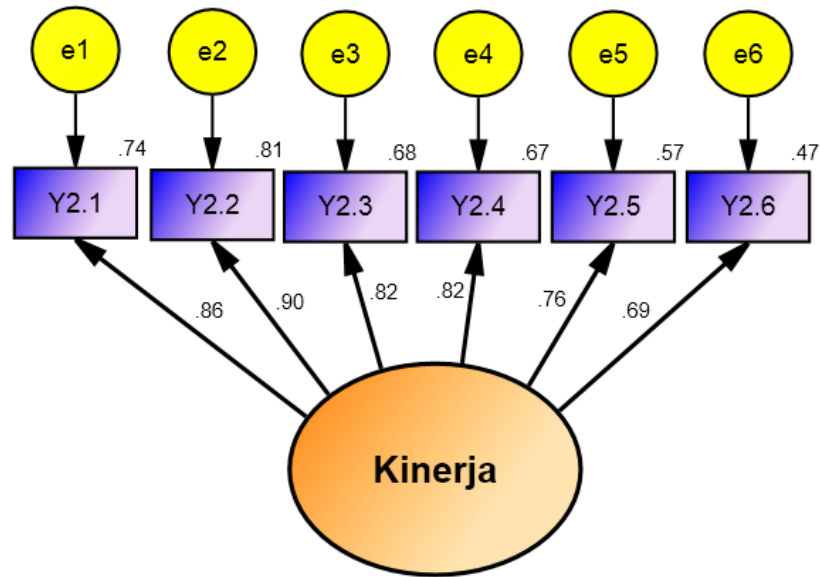 e1 e2 e3 e4 e5 e6
.74 .81 .68 .67 .57 .47
Y2.1 Y2.2 Y2.3 Y2.4 Y2.5 Y2.6
.86 .90 .82 .82 .76 .69
Kinerja